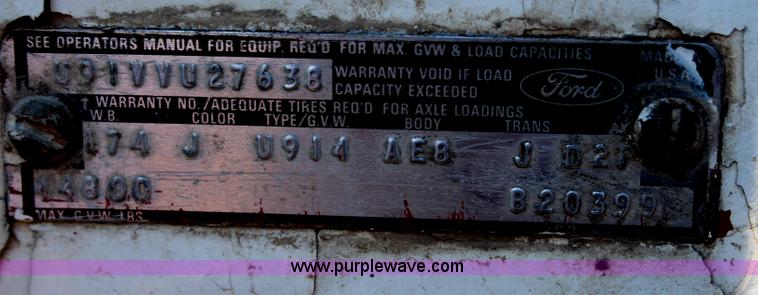 SEE OPERATORS MANUAL FOR EQUIP. REQ'D FOR MAX. GVW & LOAD CAPACITIES
U91VVU27638 WARRANTY VOID IF LOAD CAPACITY EXCEEDED Ford U.S.A.
† WARRANTY NO./ADEQUATE TIRES REQ'D FOR AXLE LOADINGS
W.B. COLOR TYPE/G.V.W. BODY TRANS
174 J U914 AE8 J
B20399
MAX. G.V.W. LBS
www.purplewave.com